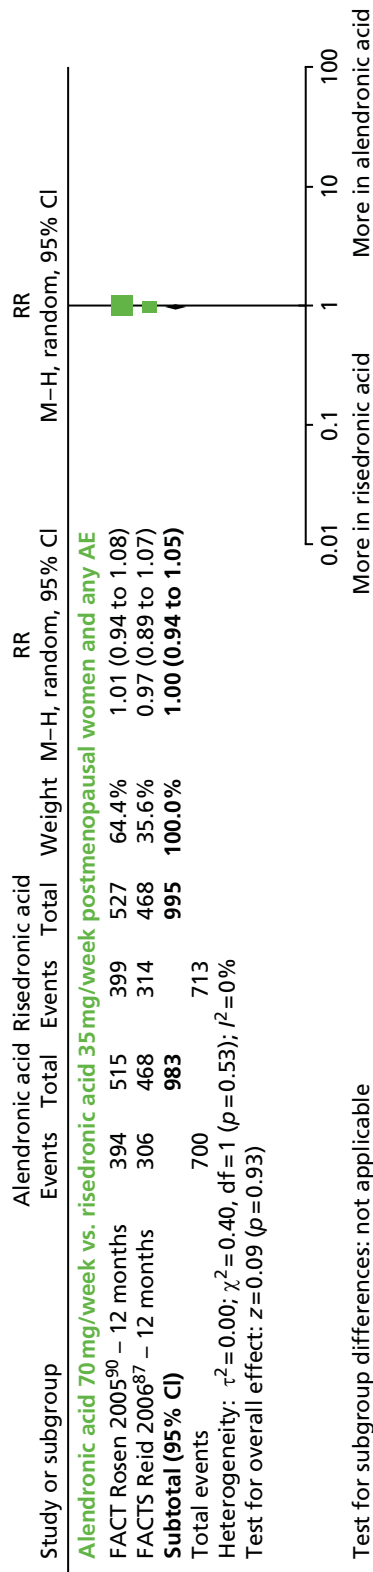 Alendronic acid Risedronic acid RR RR
Study or subgroup Events Total Events Total Weight M–H, random, 95% CI M–H, random, 95% CI
Alendronic acid 70 mg/week vs. risedronic acid 35 mg/week postmenopausal women and any AE
FACT Rosen 2005⁹⁰ – 12 months 394 515 399 527 64.4% 1.01 (0.94 to 1.08)
FACTS Reid 2006⁸⁷ – 12 months 306 468 314 468 35.6% 0.97 (0.89 to 1.07)
Subtotal (95% CI) 983 995 100.0% 1.00 (0.94 to 1.05)
Total events 700 713
Heterogeneity: τ²=0.00; χ²=0.40, df=1 (p=0.53); I²=0%
Test for overall effect: z=0.09 (p=0.93)
0.01 0.1 1 10 100
Test for subgroup differences: not applicable More in risedronic acid More in alendronic acid